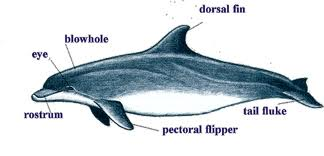 dorsal fin
blowhole
eye
rostrum
pectoral flipper
tail fluke